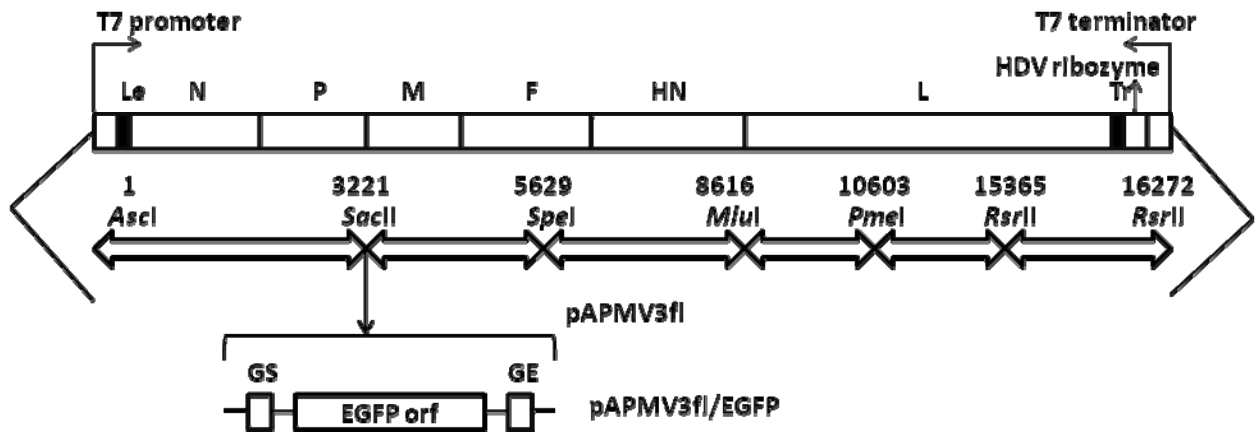 T7 promoter T7 terminator
HDV ribozyme
Le N P M F HN L Tr
1 3221 5629 8616 10603 15365 16272
AscI SacII SpeI MluI PmeI RsrII RsrII
pAPMV3fl
GS GE
EGFP orf pAPMV3fl/EGFP